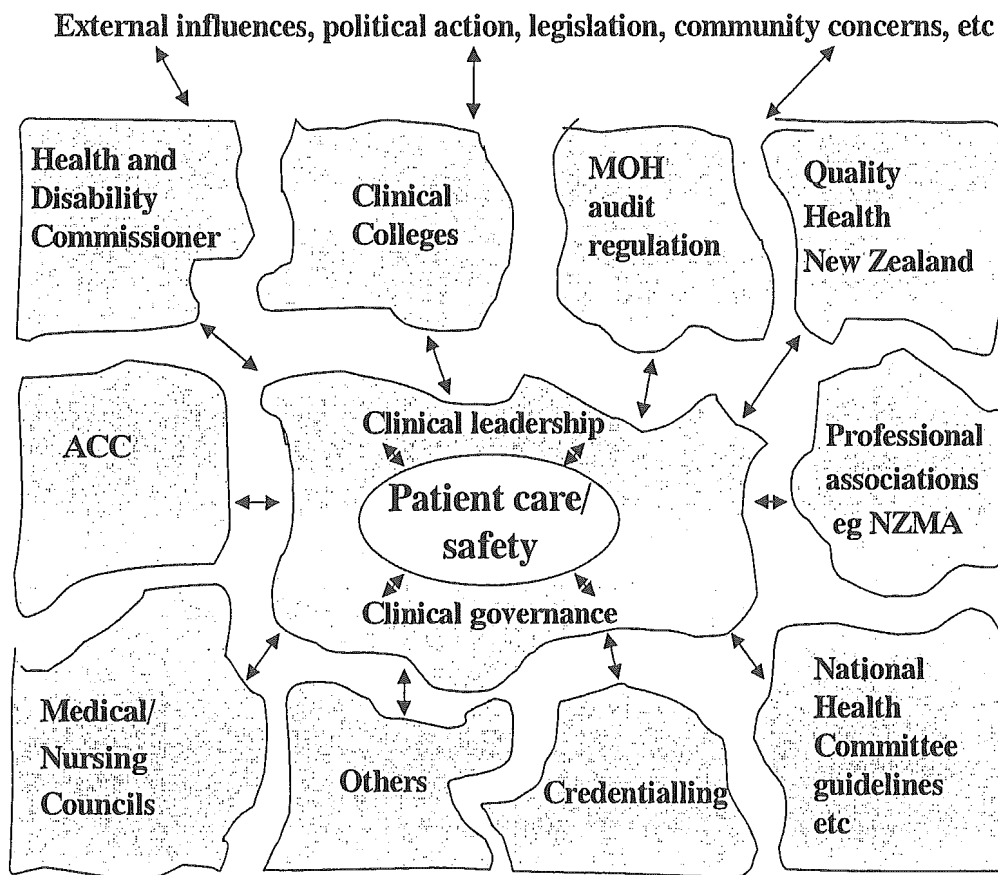 External influences, political action, legislation, community concerns, etc
Health and
Disability
Commissioner
Clinical
Colleges
MOH
audit
regulation
Quality
Health
New Zealand
ACC
Clinical leadership
Patient care/
safety
Clinical governance
Professional
associations
eg NZMA
Medical/
Nursing
Councils
Others
Credentialling
National
Health
Committee
guidelines
etc